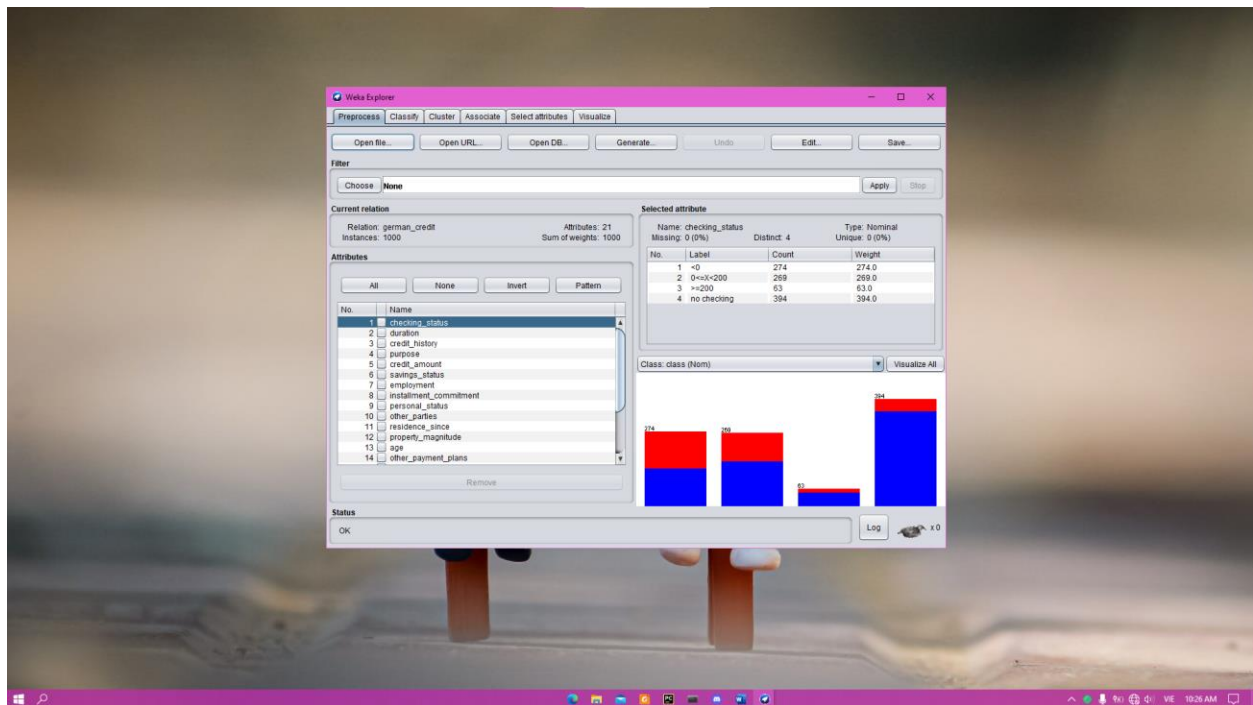 Weka Explorer
Preprocess Classify Cluster Associate Select attributes Visualize
Open file... Open URL... Open DB... Generate... Undo Edit... Save...
Filter
Choose None Apply Stop
Current relation
Relation: german_credit Attributes: 21
Instances: 1000 Sum of weights: 1000
Attributes
All None Invert Pattern
No. Name
1 checking_status
2 duration
3 credit_history
4 purpose
5 credit_amount
6 savings_status
7 employment
8 installment_commitment
9 personal_status
10 other_parties
11 residence_since
12 property_magnitude
13 age
14 other_payment_plans
Remove
Selected attribute
Name: checking_status Type: Nominal
Missing: 0 (0%) Distinct: 4 Unique: 0 (0%)
No. Label Count Weight
1 <0 274 274.0
2 0<=X<200 269 269.0
3 >=200 63 63.0
4 no checking 394 394.0
Class: class (Nom) Visualize All
274 269 63 394
Status
OK
Log x 0
VIE 10:26 AM